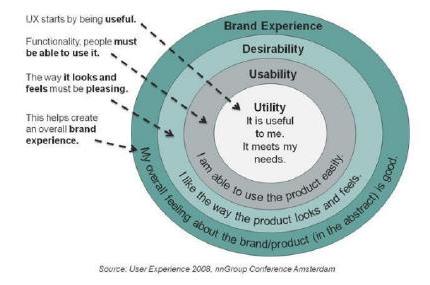 UX starts by being useful.
Functionality, people must
be able to use it.
The way it looks and
feels must be pleasing.
This helps create
an overall brand
experience.
Brand Experience
Desirability
Usability
Utility
It is useful
to me.
It meets my
needs.
I am able to use the product easily.
I like the way the product looks and feels.
My overall feeling about the brand/product (in the abstract) is good.
Source: User Experience 2008, nnGroup Conference Amsterdam